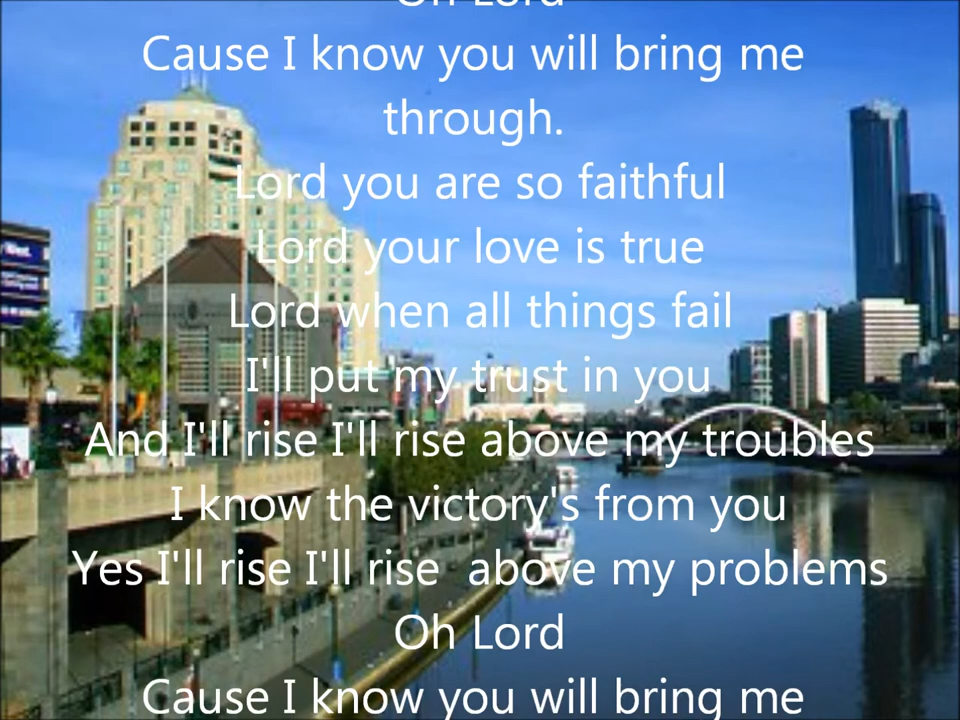 Oh Lord
Cause I know you will bring me
through.
Lord you are so faithful
Lord your love is true
Lord when all things fail
I'll put my trust in you
And I'll rise I'll rise above my troubles
I know the victory's from you
Yes I'll rise I'll rise  above my problems
Oh Lord
Cause I know you will bring me